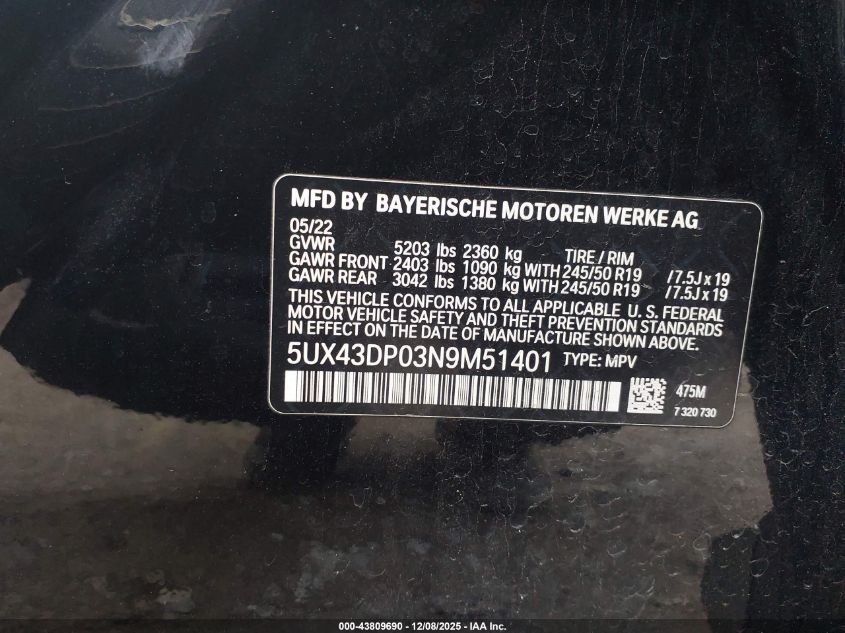 MFD BY BAYERISCHE MOTOREN WERKE AG
05/22
GVWR 5203 lbs 2360 kg TIRE / RIM
GAWR FRONT 2403 lbs 1090 kg WITH 245/50 R19 /7.5J x 19
GAWR REAR 3042 lbs 1380 kg WITH 245/50 R19 /7.5J x 19
THIS VEHICLE CONFORMS TO ALL APPLICABLE U. S. FEDERAL
MOTOR VEHICLE SAFETY AND THEFT PREVENTION STANDARDS
IN EFFECT ON THE DATE OF MANUFACTURE SHOWN ABOVE.
5UX43DP03N9M51401 TYPE: MPV
475M
7 320 730
000-43809690 - 12/08/2025 - IAA Inc.